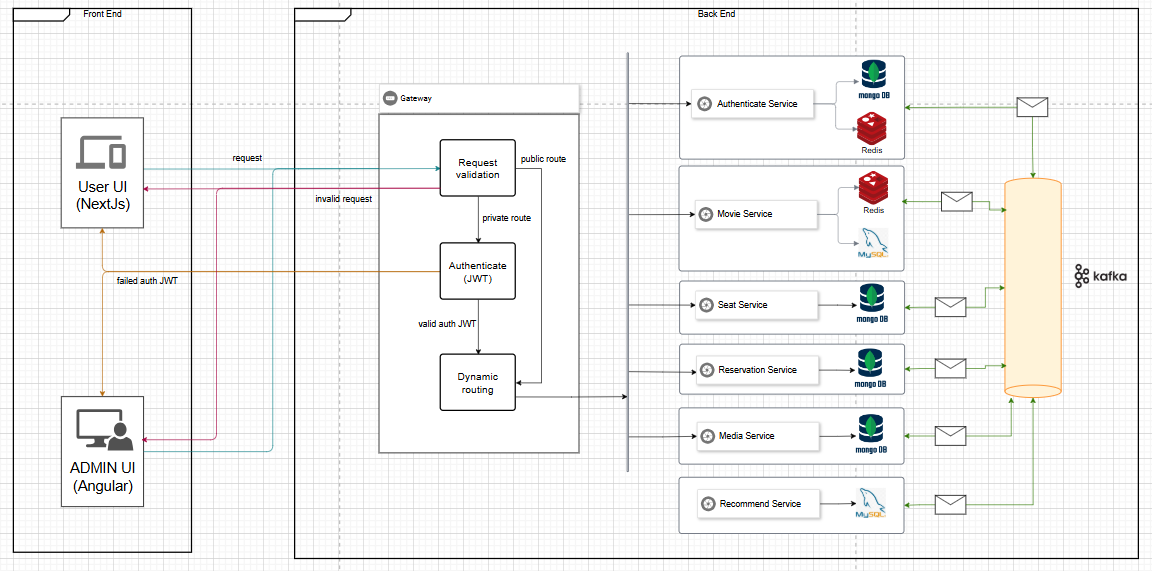 Front End
Back End
User UI
(NextJs)
ADMIN UI
(Angular)
request
invalid request
failed auth JWT
Gateway
Request
validation
public route
private route
Authenticate
(JWT)
valid auth JWT
Dynamic
routing
Authenticate Service
mongo DB
Redis
Movie Service
Redis
MySQL
Seat Service
mongo DB
Reservation Service
mongo DB
Media Service
mongo DB
Recommend Service
MySQL
kafka